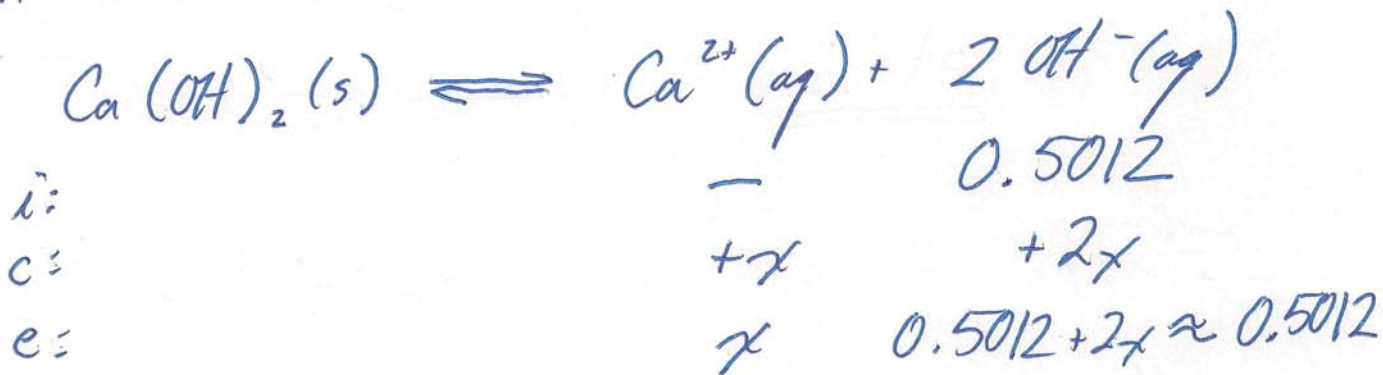 Ca(OH)₂(s) ⇌ Ca²⁺(aq) + 2 OH⁻(aq)
i: — 0.5012
c: +x +2x
e: x 0.5012+2x ≈ 0.5012